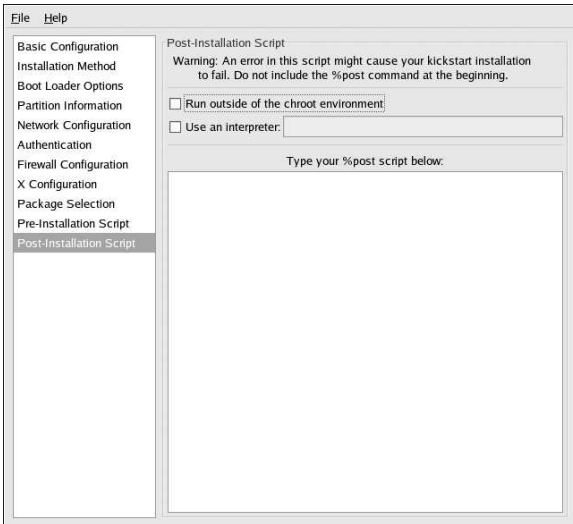 File Help
Basic Configuration
Installation Method
Boot Loader Options
Partition Information
Network Configuration
Authentication
Firewall Configuration
X Configuration
Package Selection
Pre-Installation Script
Post-Installation Script
Post-Installation Script
Warning: An error in this script might cause your kickstart installation
to fail. Do not include the %post command at the beginning.
Run outside of the chroot environment
Use an interpreter:
Type your %post script below: